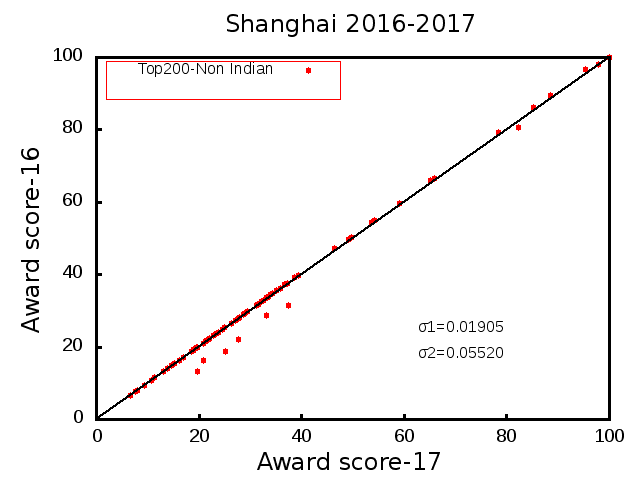 Shanghai 2016-2017
100
Top200-Non Indian
80
60
Award score-16
40
σ1=0.01905
20
σ2=0.05520
0
0 20 40 60 80 100
Award score-17